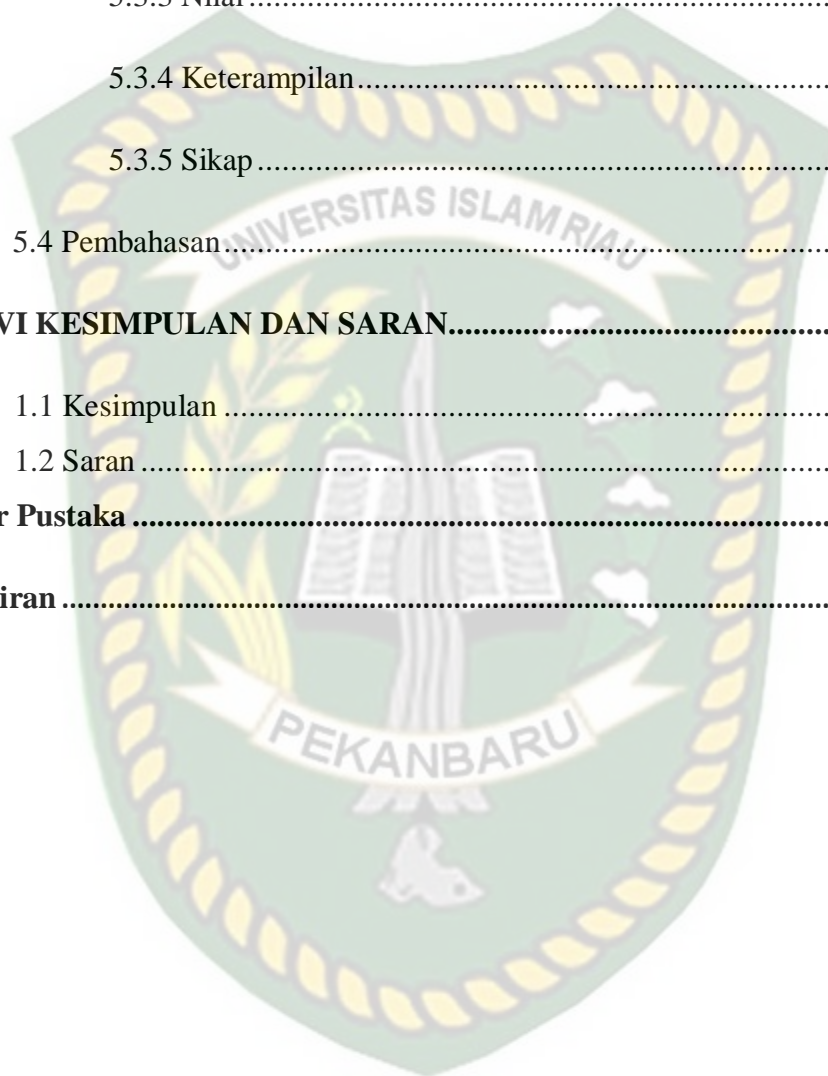 5.3.4 Keterampilan........................................................
5.3.5 Sikap....................................................................
UNIVERSITAS ISLAM RIAU
5.4 Pembahasan.........................................................................
VI KESIMPULAN DAN SARAN..............................................
1.1 Kesimpulan.........................................................................
1.2 Saran...................................................................................
r Pustaka....................................................................................
iran.............................................................................................
PEKANBARU